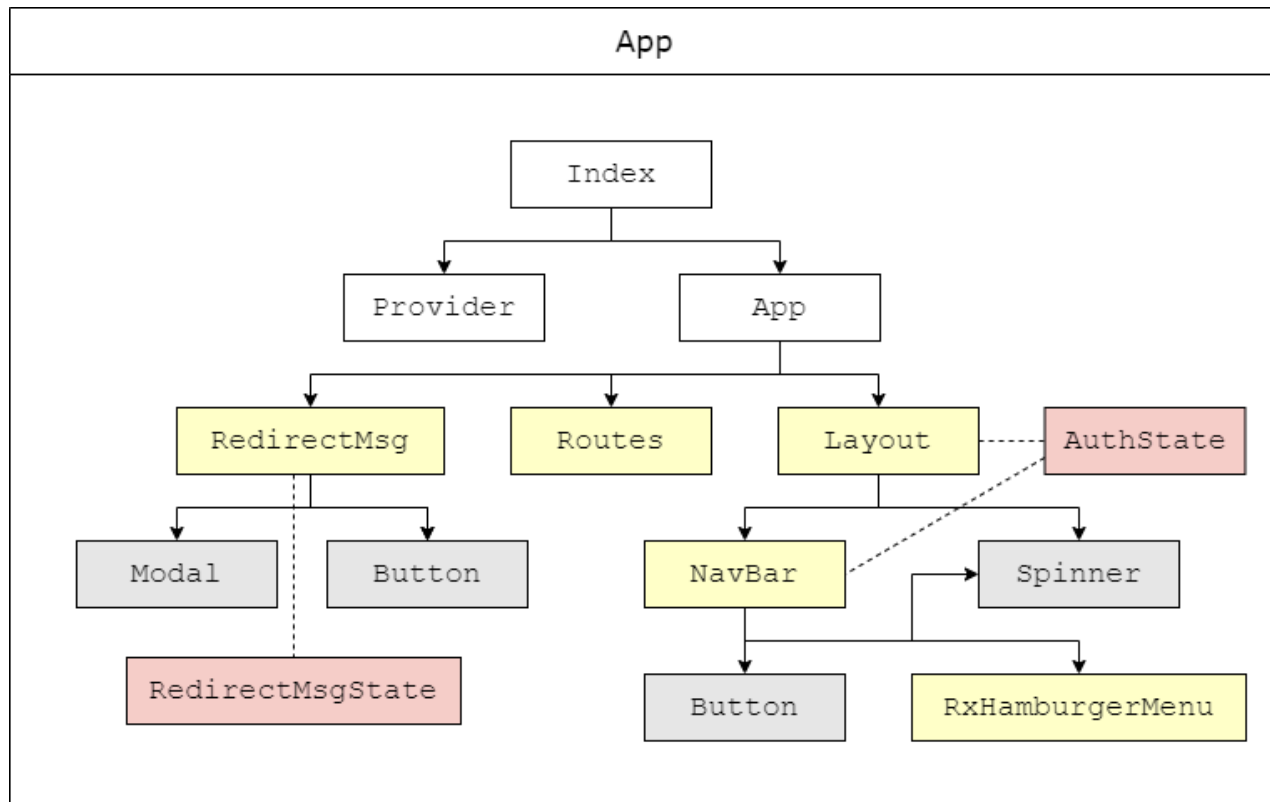 App
Index
Provider
App
RedirectMsg
Routes
Layout
AuthState
Modal
Button
NavBar
Spinner
RedirectMsgState
Button
RxHamburgerMenu